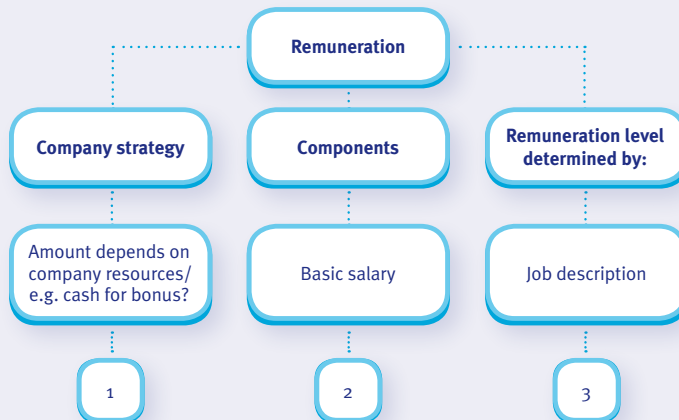 Remuneration
Company strategy
Components
Remuneration level
determined by:
Amount depends on
company resources/
e.g. cash for bonus?
Basic salary
Job description
1
2
3